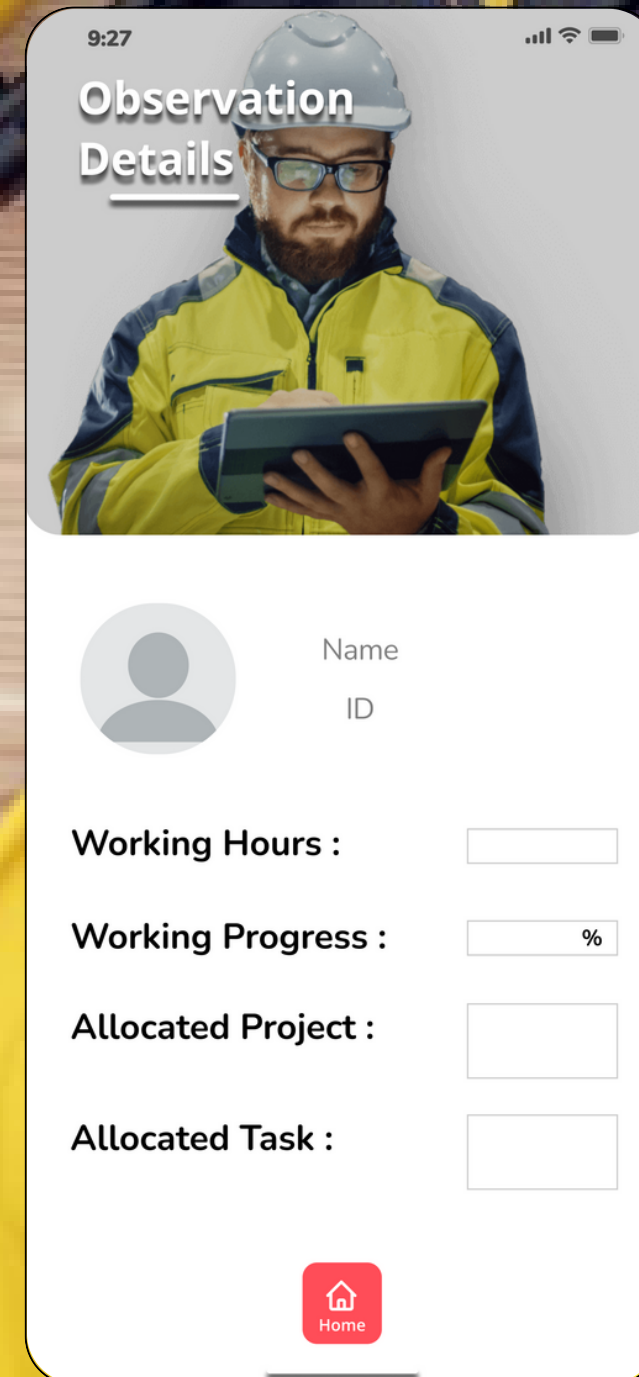 9:27
Observation
Details
Name
ID
Working Hours :
Working Progress :
%
Allocated Project :
Allocated Task :
Home